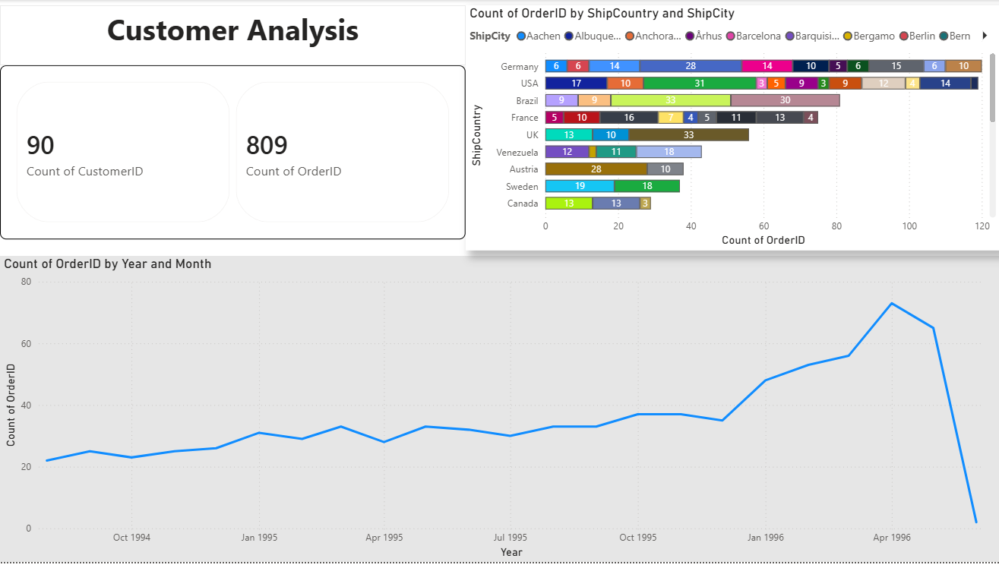 Customer Analysis
90
Count of CustomerID
809
Count of OrderID
Count of OrderID by ShipCountry and ShipCity
ShipCity Aachen Albuque... Anchora... Århus Barcelona Barquisi... Bergamo Berlin Bern
ShipCountry
Germany 6 6 14 28 14 10 5 6 15 6 10
USA 17 10 31 3 5 9 3 9 12 4 14
Brazil 9 9 33 30
France 5 10 16 7 4 5 11 13 4
UK 13 10 33
Venezuela 12 11 18
Austria 28 10
Sweden 19 18
Canada 13 13 3
0 20 40 60 80 100 120
Count of OrderID
Count of OrderID by Year and Month
Count of OrderID
80
60
40
20
0
Oct 1994 Jan 1995 Apr 1995 Jul 1995 Oct 1995 Jan 1996 Apr 1996
Year